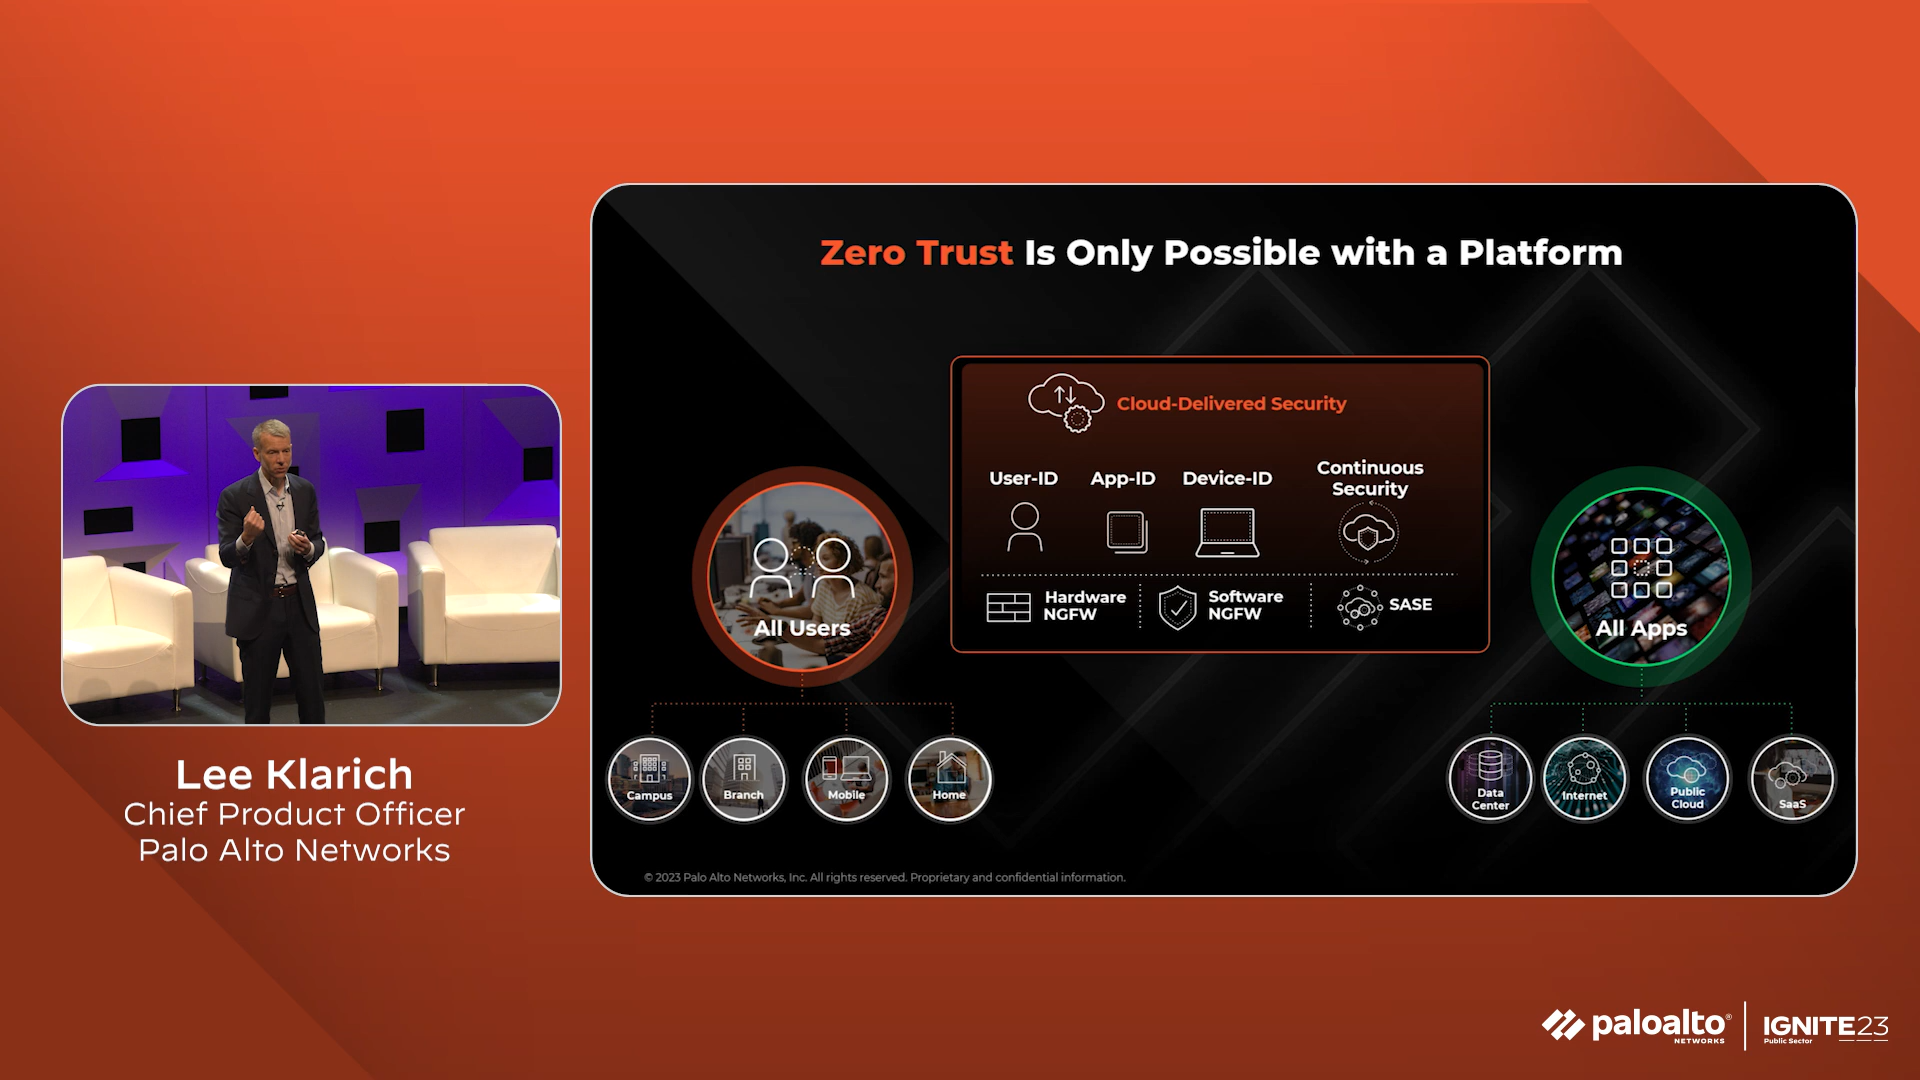 Zero Trust Is Only Possible with a Platform
Cloud-Delivered Security
User-ID
App-ID
Device-ID
Continuous
Security
Hardware
NGFW
Software
NGFW
SASE
All Users
All Apps
Campus
Branch
Mobile
Home
Data
Center
Internet
Public
Cloud
SaaS
© 2023 Palo Alto Networks, Inc. All rights reserved. Proprietary and confidential information.
Lee Klarich
Chief Product Officer
Palo Alto Networks
paloalto®
NETWORKS
IGNITE23
Public Sector